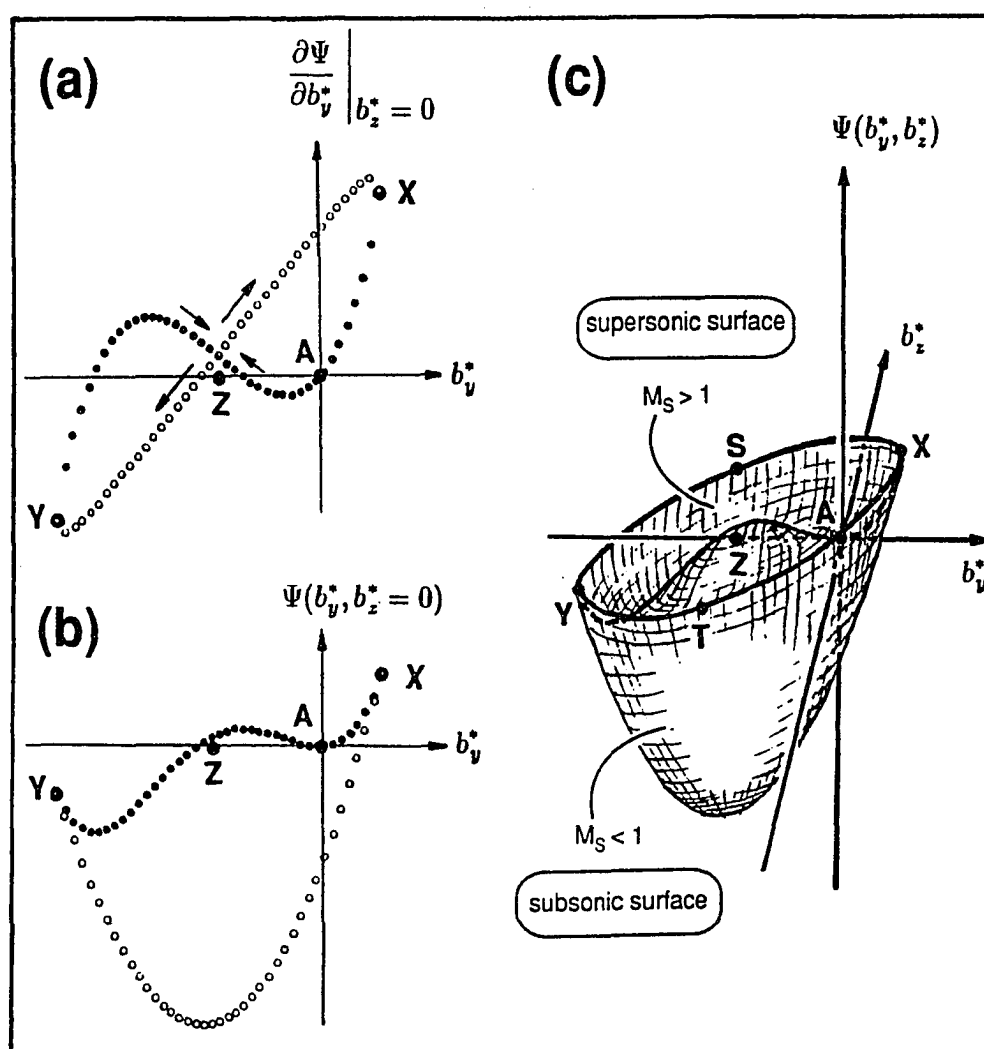 (a)
∂Ψ
∂b*y | b*z = 0
X
A
b*y
Z
Y
(b)
Ψ(b*y, b*z = 0)
A
X
b*y
Z
Y
(c)
Ψ(b*y, b*z)
supersonic surface
b*z
MS > 1
S
X
A
Z
b*y
Y
T
MS < 1
subsonic surface